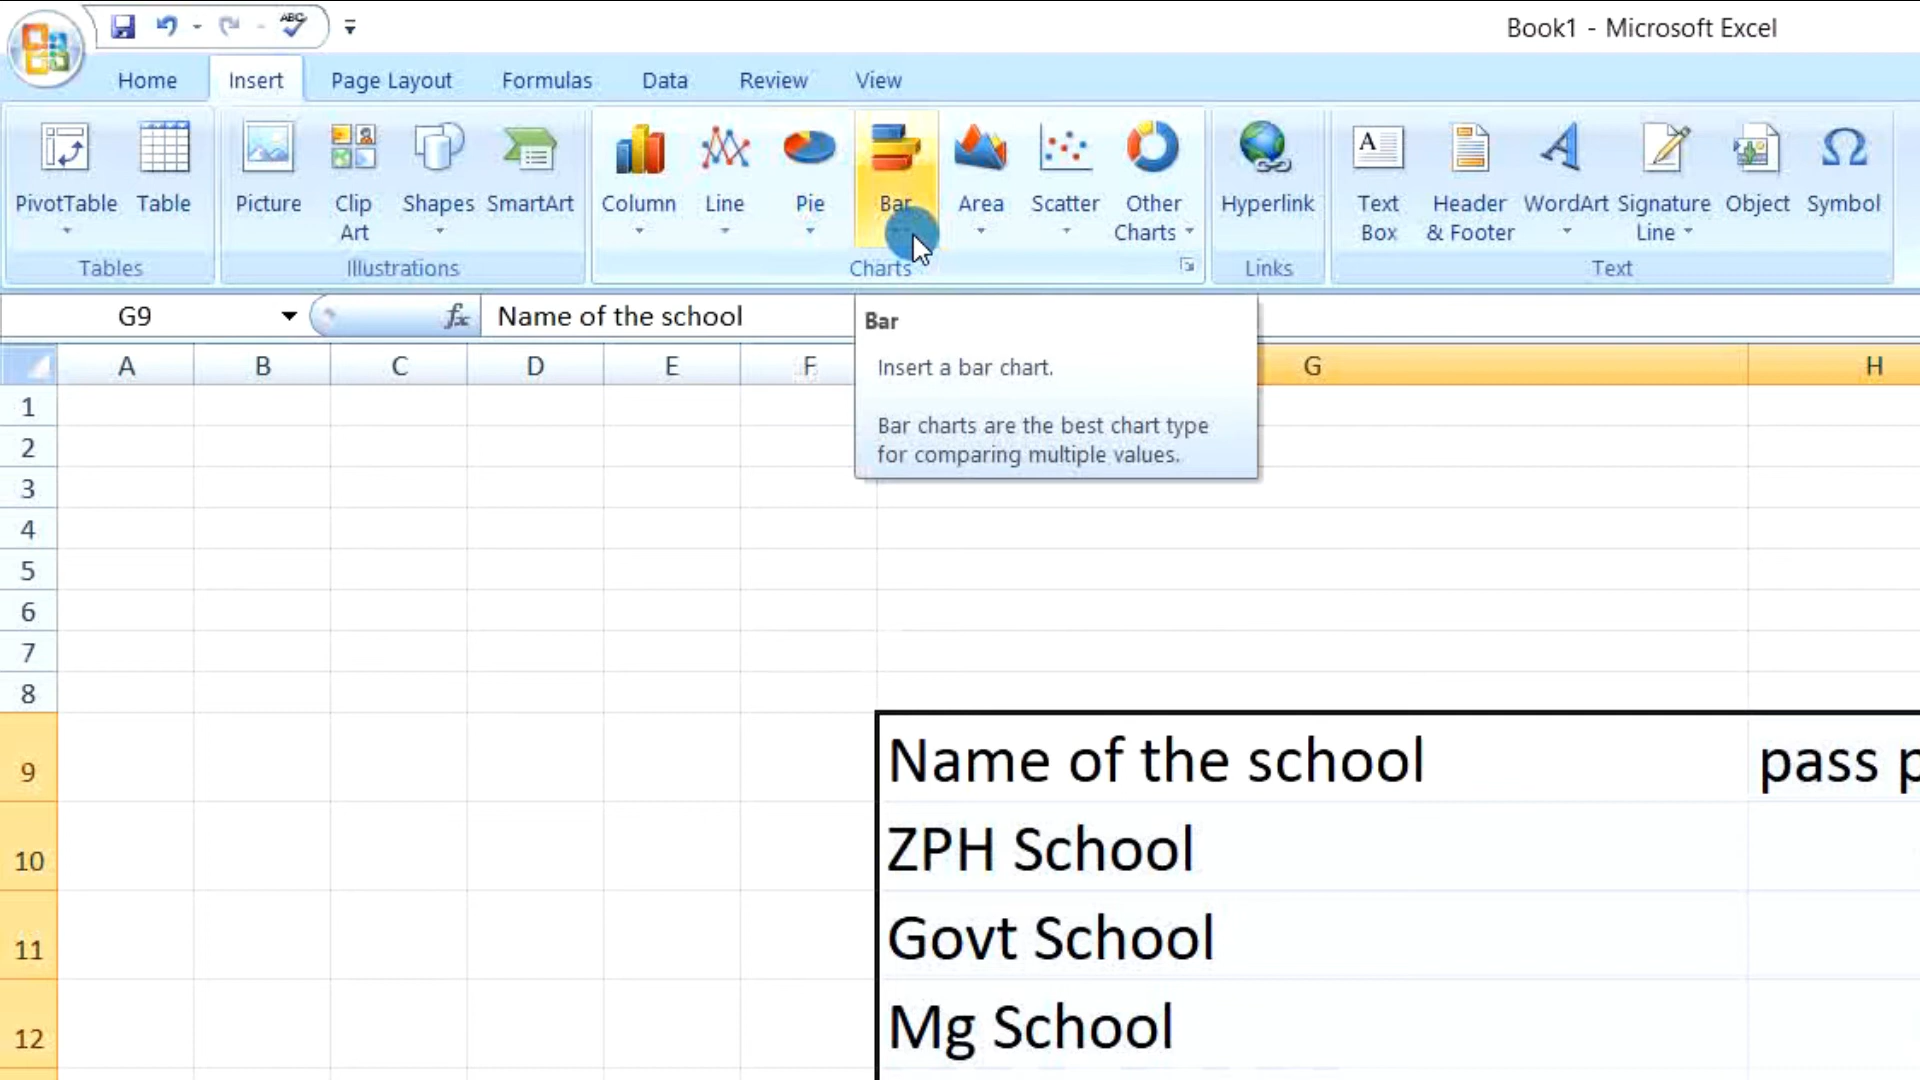 ABC
Book1 - Microsoft Excel
Home Insert Page Layout Formulas Data Review View
PivotTable Table Picture Clip Art Shapes SmartArt Column Line Pie Bar Area Scatter Other Charts Hyperlink Text Box Header & Footer WordArt Signature Line Object Symbol
Tables Illustrations Charts Links Text
G9 fx Name of the school
Bar
Insert a bar chart.
Bar charts are the best chart type
for comparing multiple values.
A B C D E F G H
1
2
3
4
5
6
7
8
9 Name of the school pass p
10 ZPH School
11 Govt School
12 Mg School